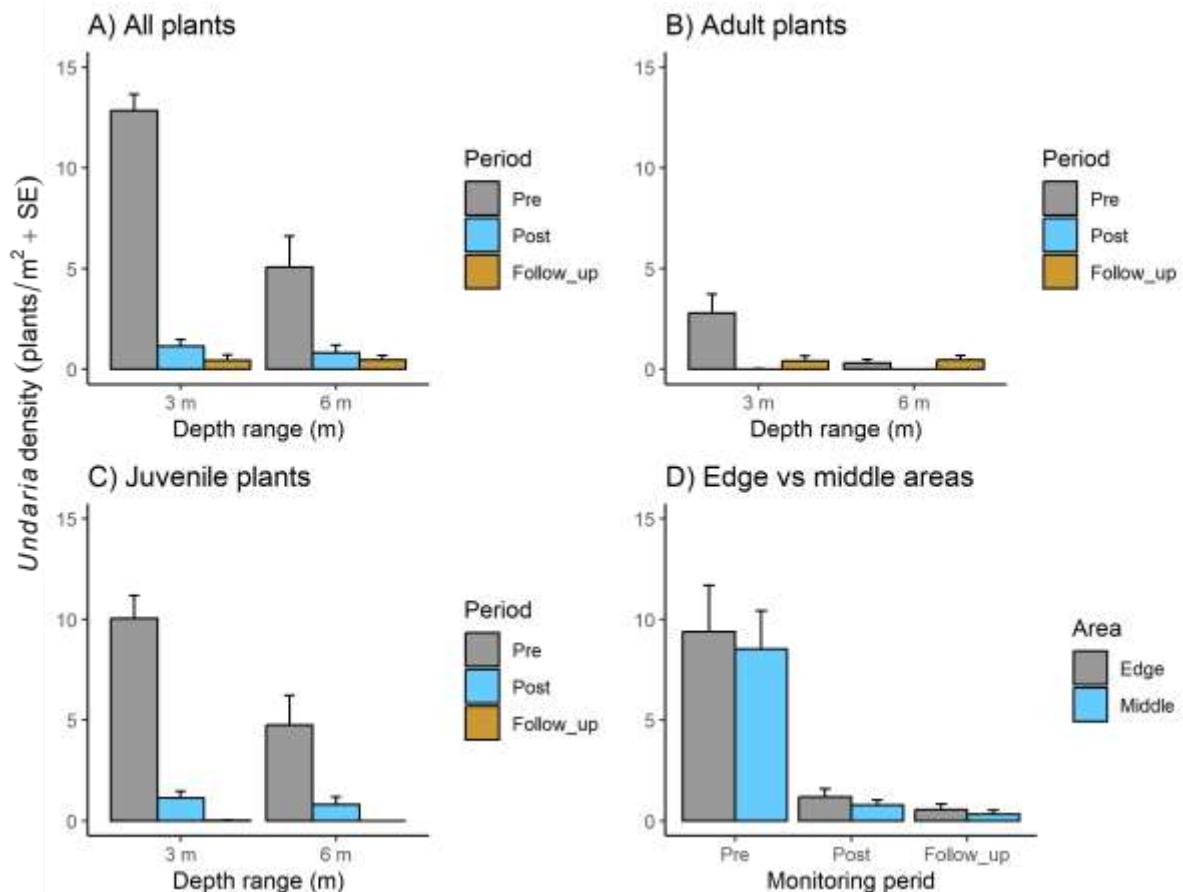 Undaria density (plants/m² + SE)
A) All plants
15
10
5
0
3 m
6 m
Depth range (m)
Period
Pre
Post
Follow_up
B) Adult plants
15
10
5
0
3 m
6 m
Depth range (m)
Period
Pre
Post
Follow_up
C) Juvenile plants
15
10
5
0
3 m
6 m
Depth range (m)
Period
Pre
Post
Follow_up
D) Edge vs middle areas
15
10
5
0
Pre
Post
Follow_up
Monitoring perid
Area
Edge
Middle